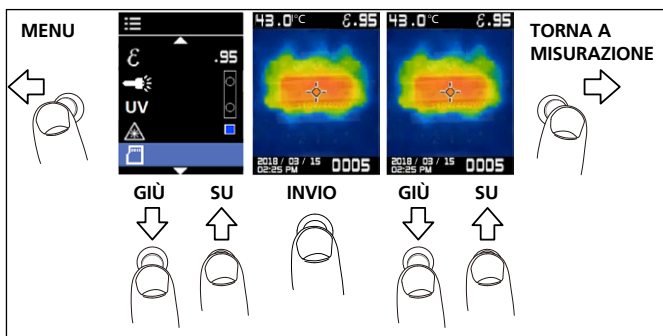 MENU
ε .95
UV
43.0°C ε.95
2018 / 03 / 15
02:25 PM 0005
43.0°C ε.95
2018 / 03 / 15
02:25 PM 0005
TORNA A
MISURAZIONE
GIÙ SU INVIO GIÙ SU